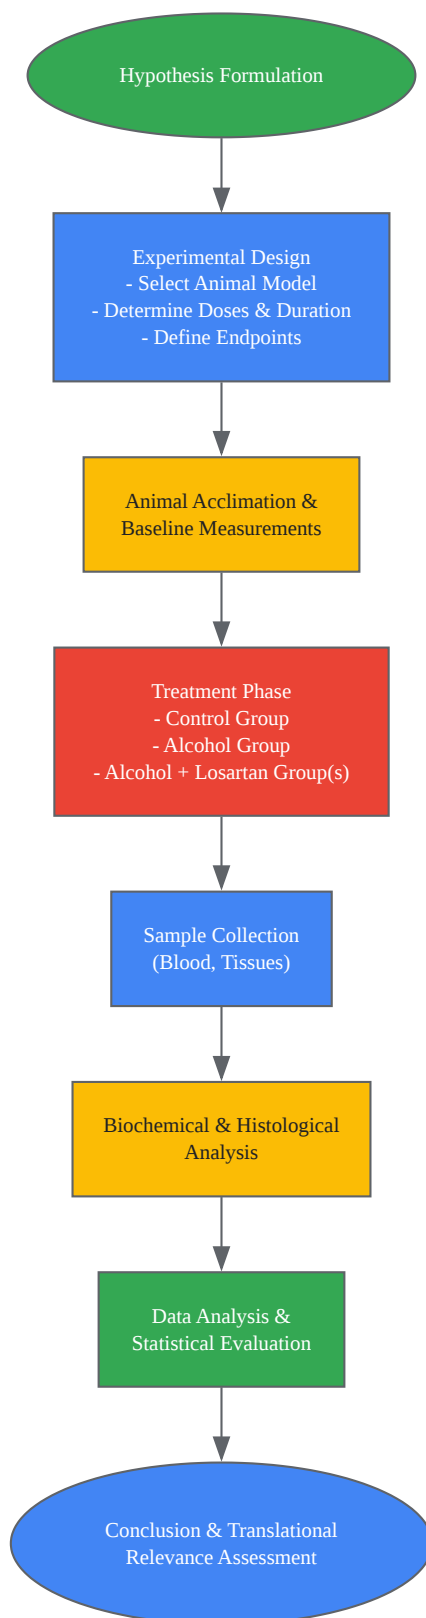 Hypothesis Formulation
Experimental Design
- Select Animal Model
- Determine Doses & Duration
- Define Endpoints
Animal Acclimation &
Baseline Measurements
Treatment Phase
- Control Group
- Alcohol Group
- Alcohol + Losartan Group(s)
Sample Collection
(Blood, Tissues)
Biochemical & Histological
Analysis
Data Analysis &
Statistical Evaluation
Conclusion & Translational
Relevance Assessment